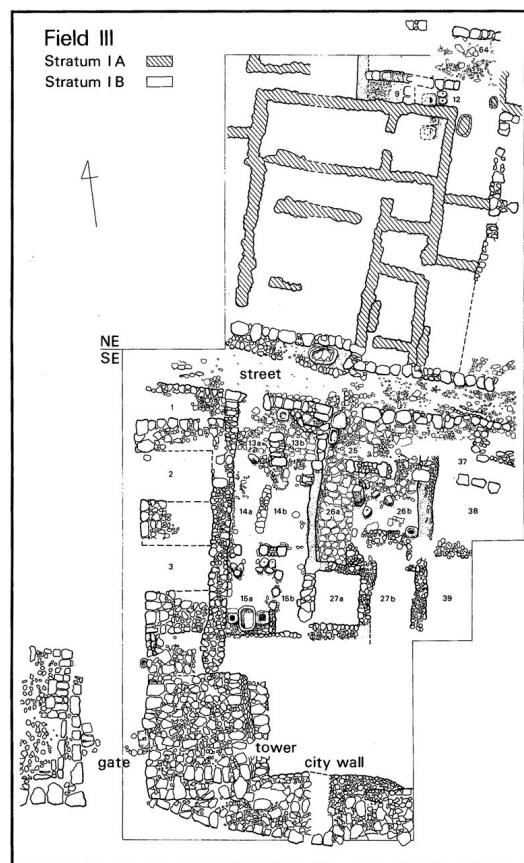 Field III
Stratum I A
Stratum I B
64
9
12
NE
SE
street
1
13a
13b
25
37
2
14a
14b
26a
26b
38
3
15a
15b
27a
27b
39
tower
gate
city wall